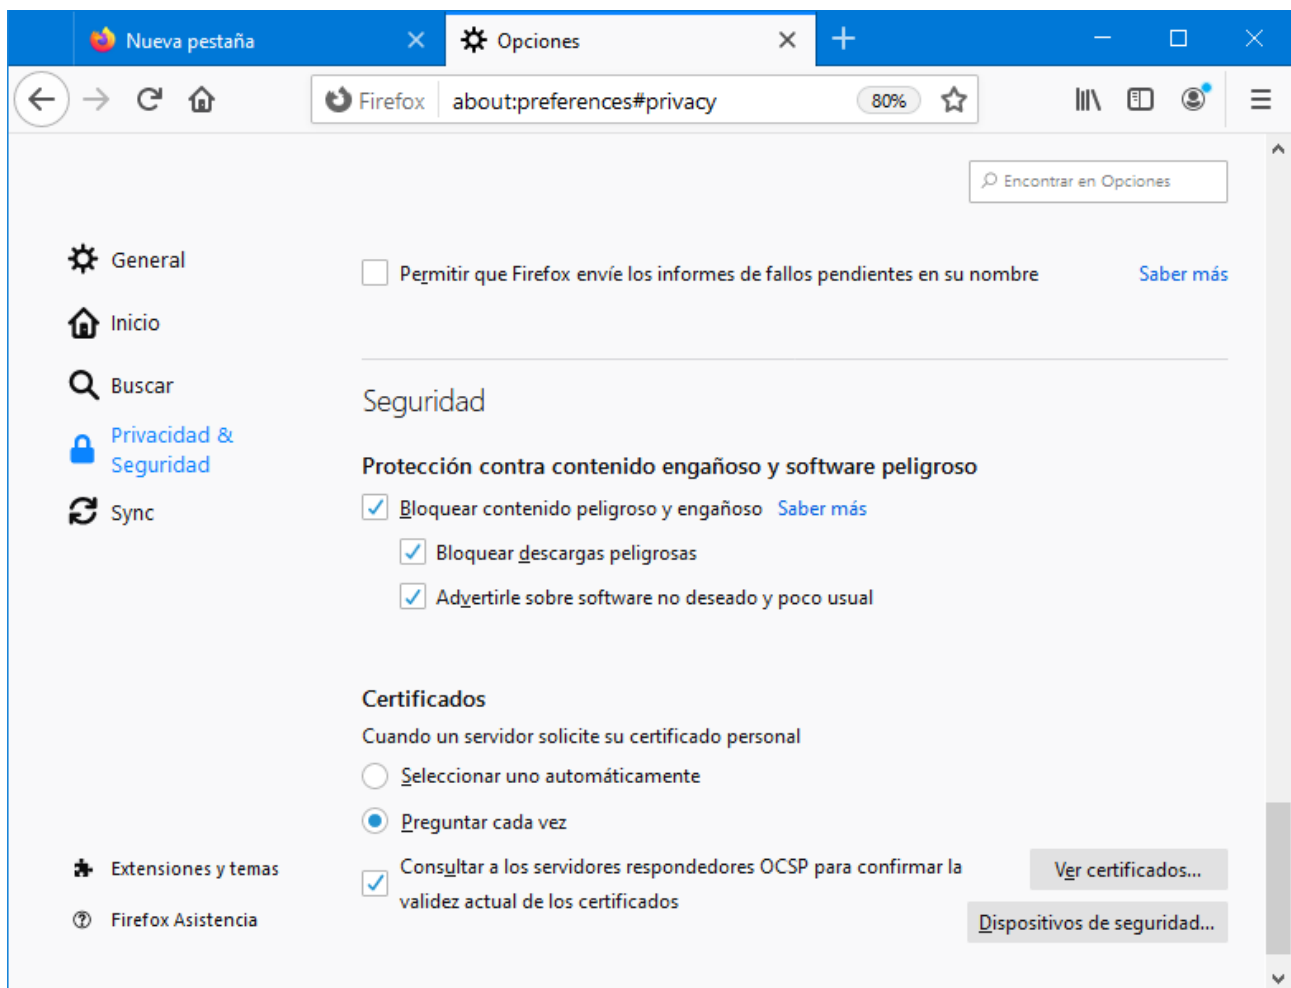 Nueva pestaña
Opciones
Firefox
about:preferences#privacy
80%
Encontrar en Opciones
General
Inicio
Buscar
Privacidad &
Seguridad
Sync
Extensiones y temas
Firefox Asistencia
Permitir que Firefox envíe los informes de fallos pendientes en su nombre
Saber más
Seguridad
Protección contra contenido engañoso y software peligroso
Bloquear contenido peligroso y engañoso Saber más
Bloquear descargas peligrosas
Advertirle sobre software no deseado y poco usual
Certificados
Cuando un servidor solicite su certificado personal
Seleccionar uno automáticamente
Preguntar cada vez
Consultar a los servidores respondedores OCSP para confirmar la
validez actual de los certificados
Ver certificados...
Dispositivos de seguridad...